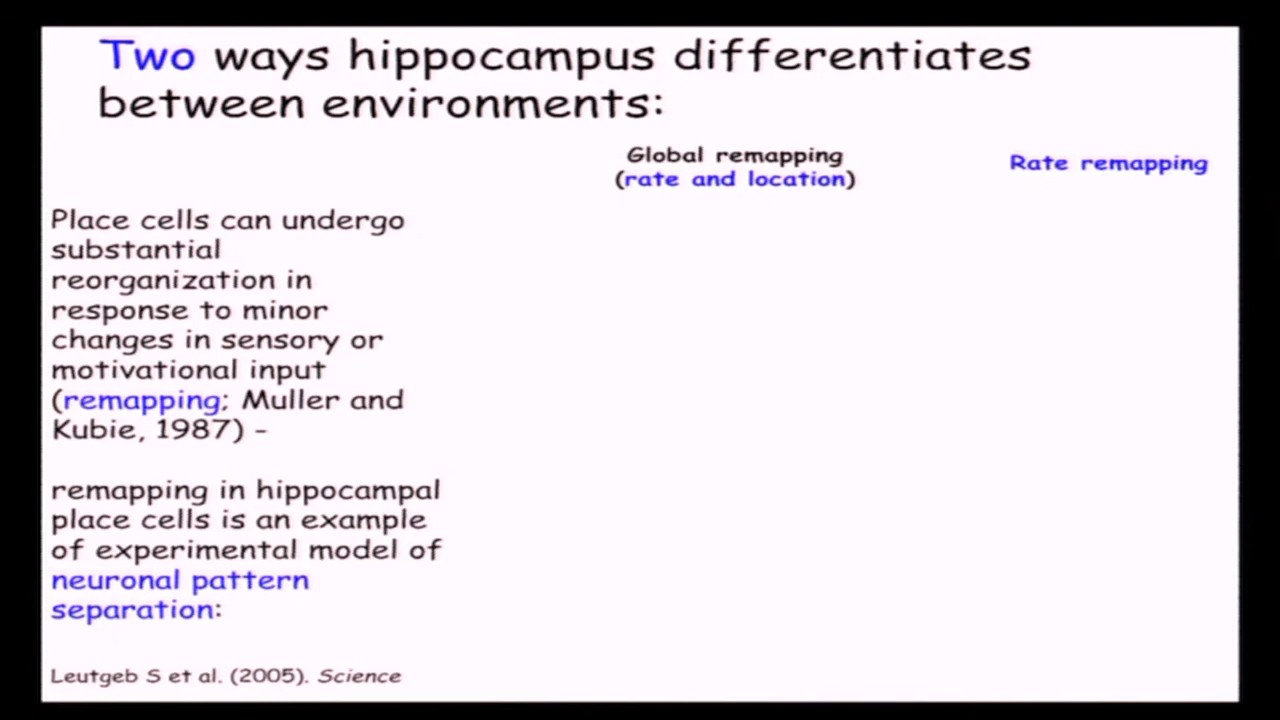 Two ways hippocampus differentiates
between environments:
Global remapping
(rate and location)
Rate remapping
Place cells can undergo
substantial
reorganization in
response to minor
changes in sensory or
motivational input
(remapping; Muller and
Kubie, 1987) -
remapping in hippocampal
place cells is an example
of experimental model of
neuronal pattern
separation:
Leutgeb S et al. (2005). Science